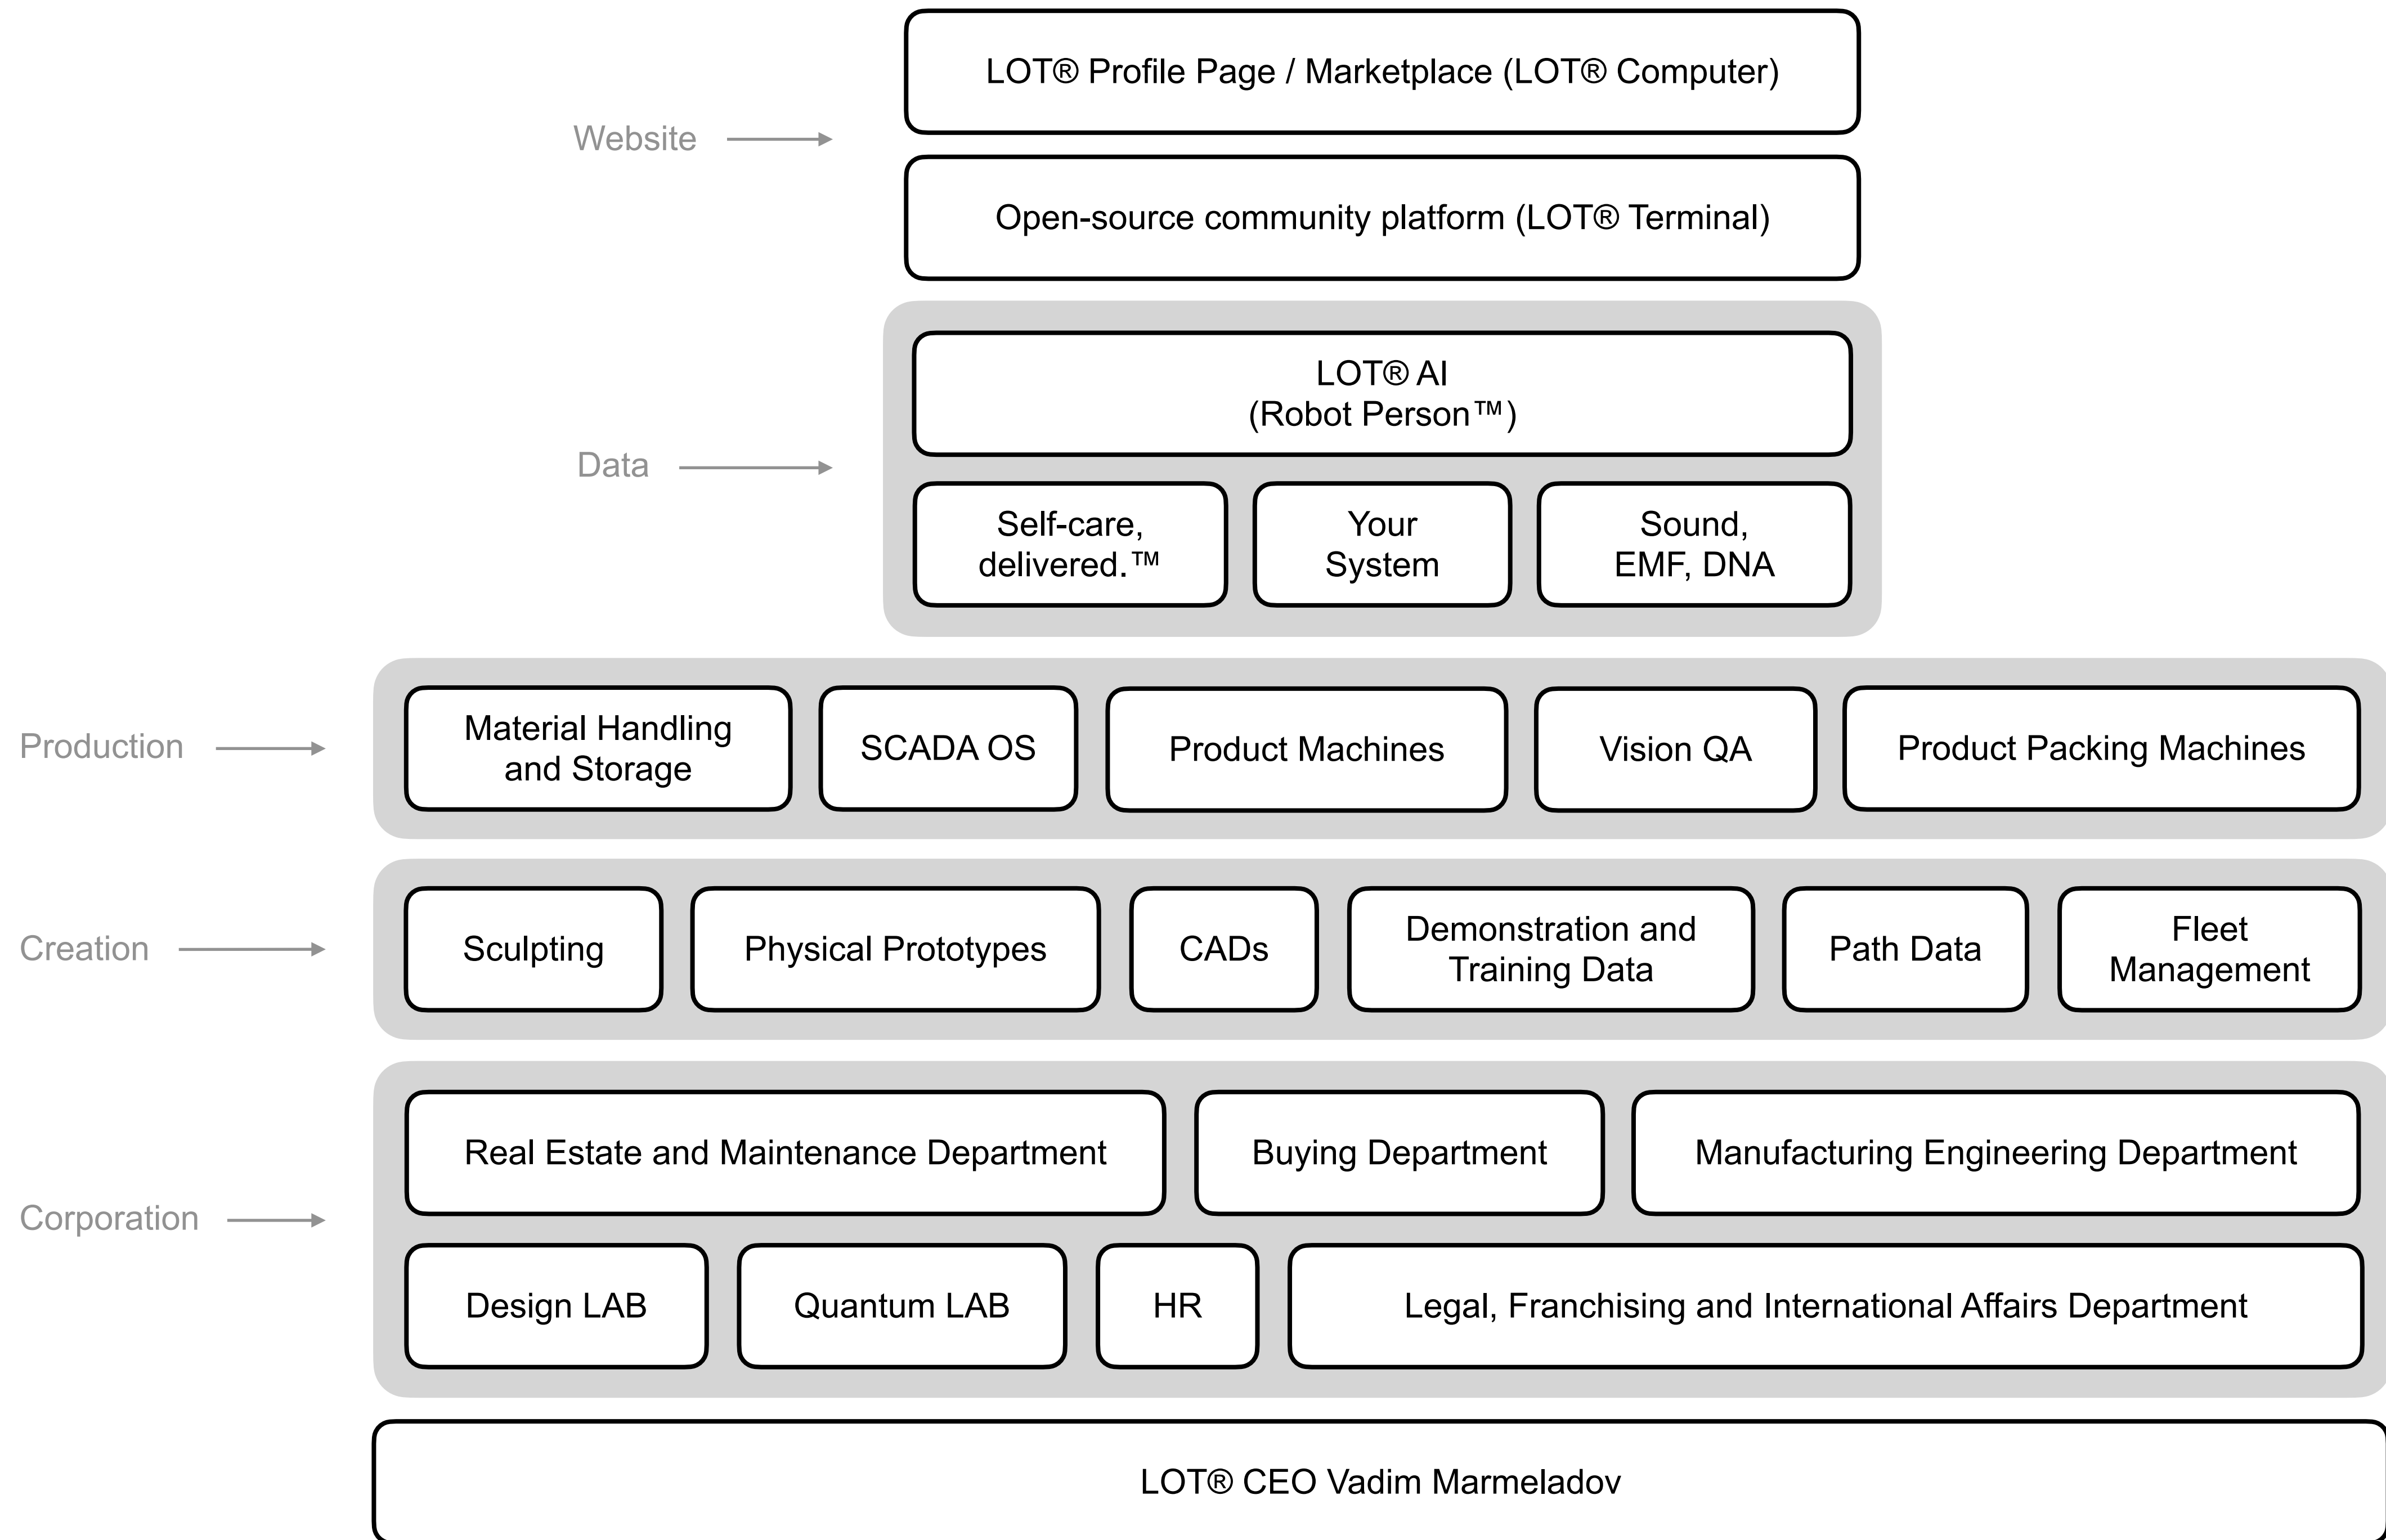 LOT® Profile Page / Marketplace (LOT® Computer)
Website
Open-source community platform (LOT® Terminal)
LOT® AI
(Robot Person™)
Data
Self-care,
delivered.™
Your
System
Sound,
EMF, DNA
Production
Material Handling
and Storage
SCADA OS
Product Machines
Vision QA
Product Packing Machines
Creation
Sculpting
Physical Prototypes
CADs
Demonstration and
Training Data
Path Data
Fleet
Management
Corporation
Real Estate and Maintenance Department
Buying Department
Manufacturing Engineering Department
Design LAB
Quantum LAB
HR
Legal, Franchising and International Affairs Department
LOT® CEO Vadim Marmeladov